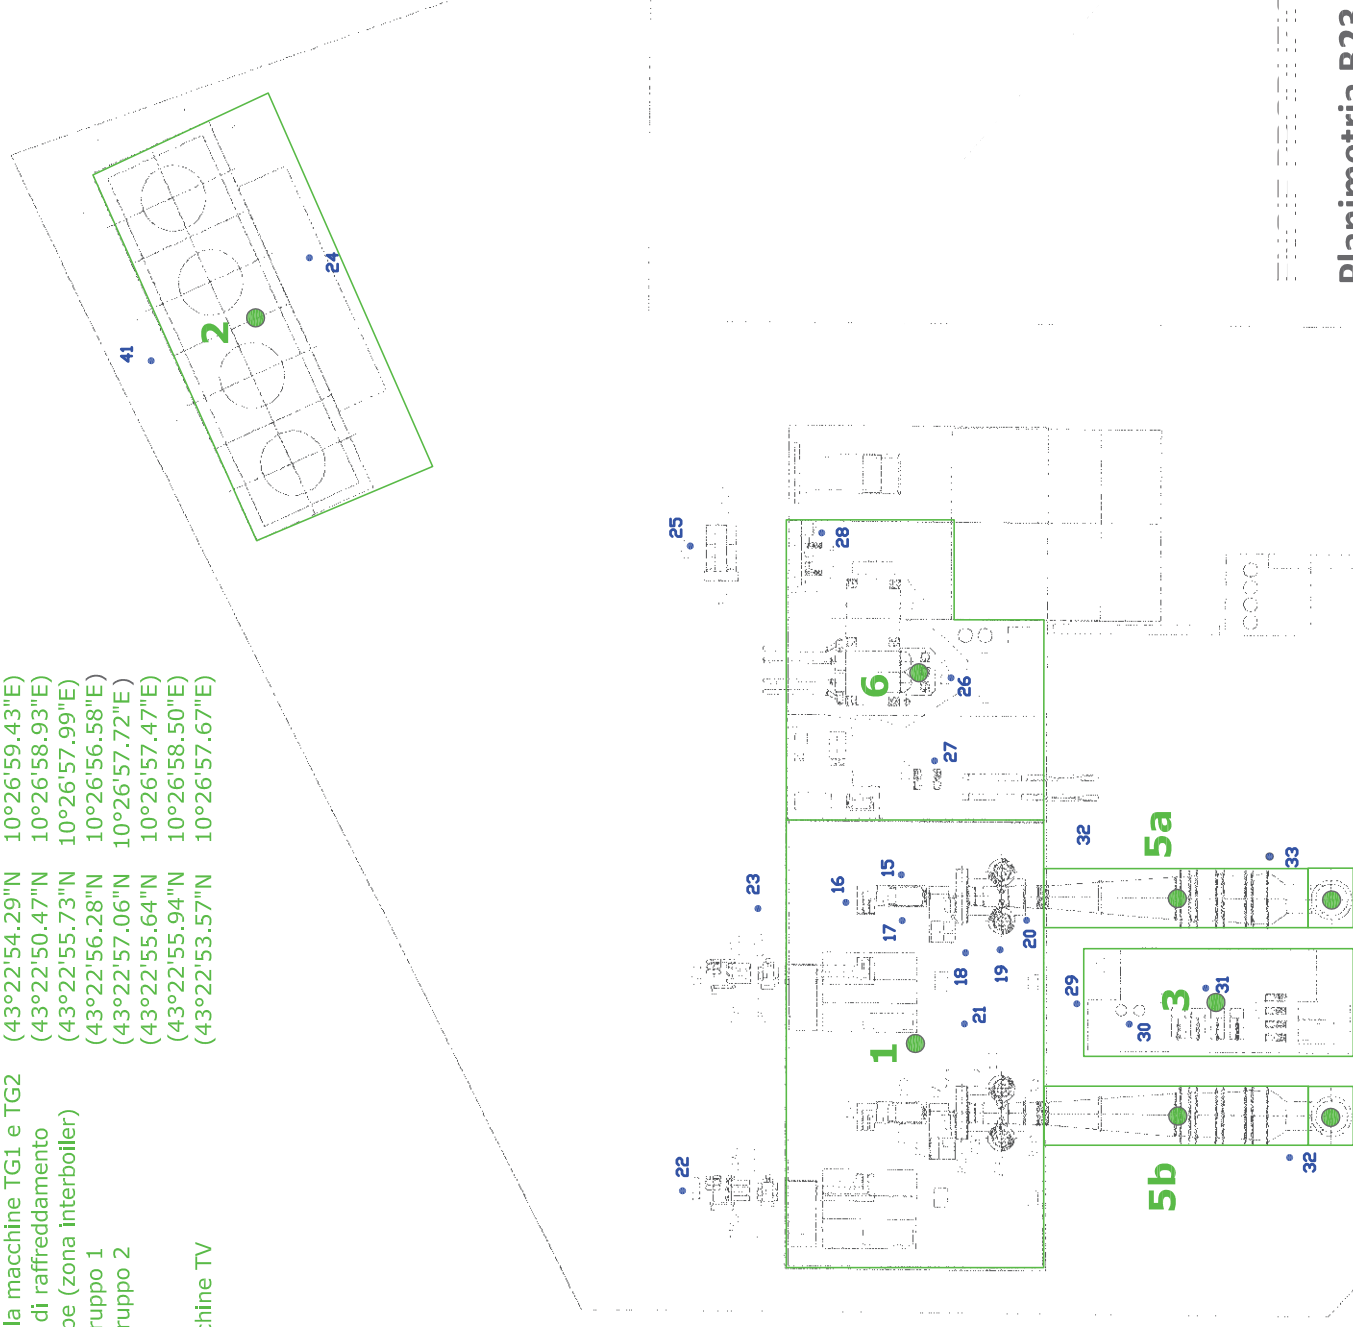 la macchine TG1 e TG2 (43°22'54.29"N 10°26'59.43"E)
di raffreddamento (43°22'50.47"N 10°26'58.93"E)
pe (zona interboiler) (43°22'55.73"N 10°26'57.99"E)
ruppo 1 (43°22'56.28"N 10°26'56.58"E)
ruppo 2 (43°22'57.06"N 10°26'57.72"E )
(43°22'55.64"N 10°26'57.47"E)
(43°22'55.94"N 10°26'58.50"E)
chine TV (43°22'53.57"N 10°26'57.67"E)
41
2
24
25
28
6
26
27
23
16
15
17
18
19
20
21
1
22
32
5a
33
29
30
3
31
5b
32
Planimetria B23